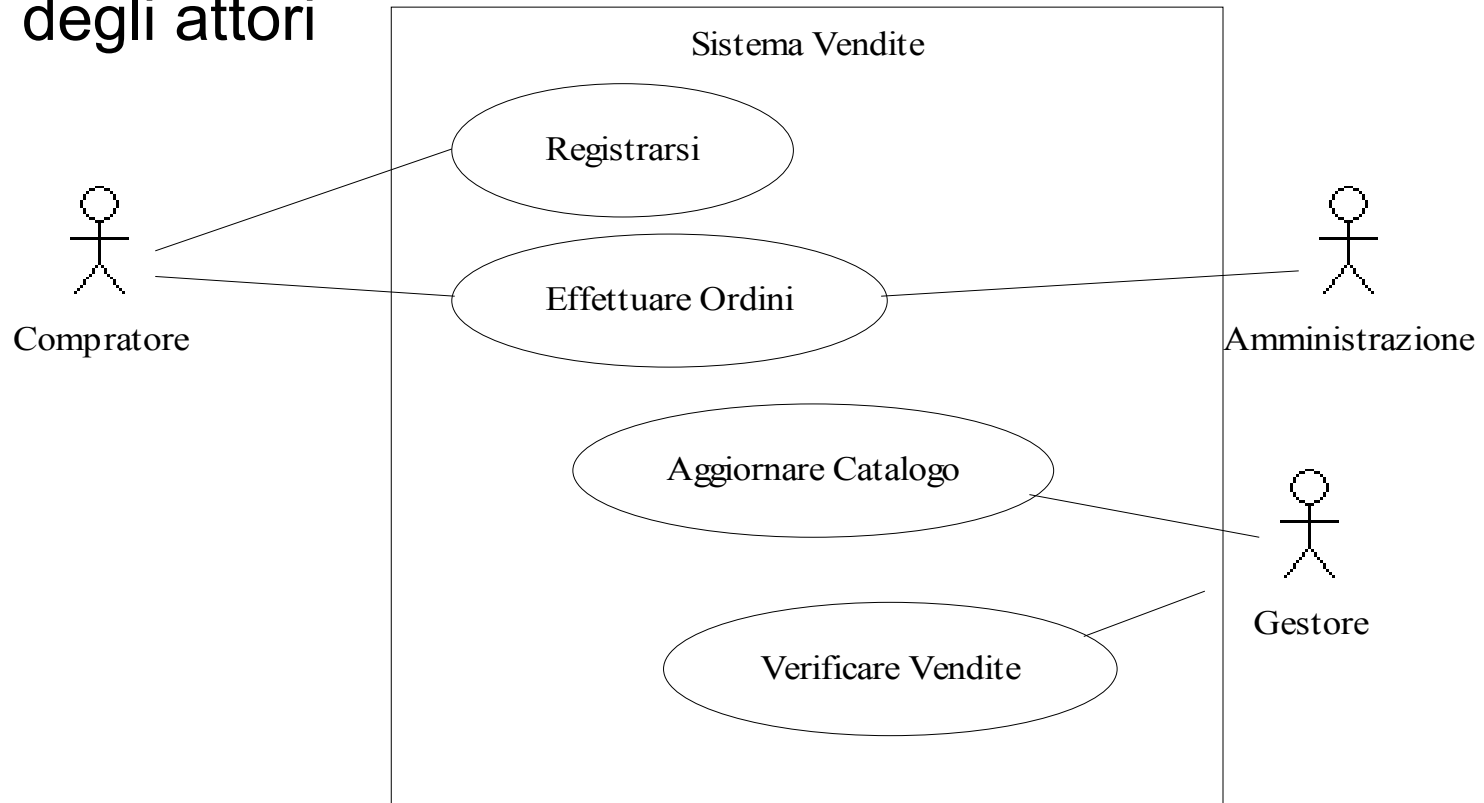 degli attori
Sistema Vendite
Registrarsi
Effettuare Ordini
Compratore
Amministrazione
Aggiornare Catalogo
Gestore
Verificare Vendite